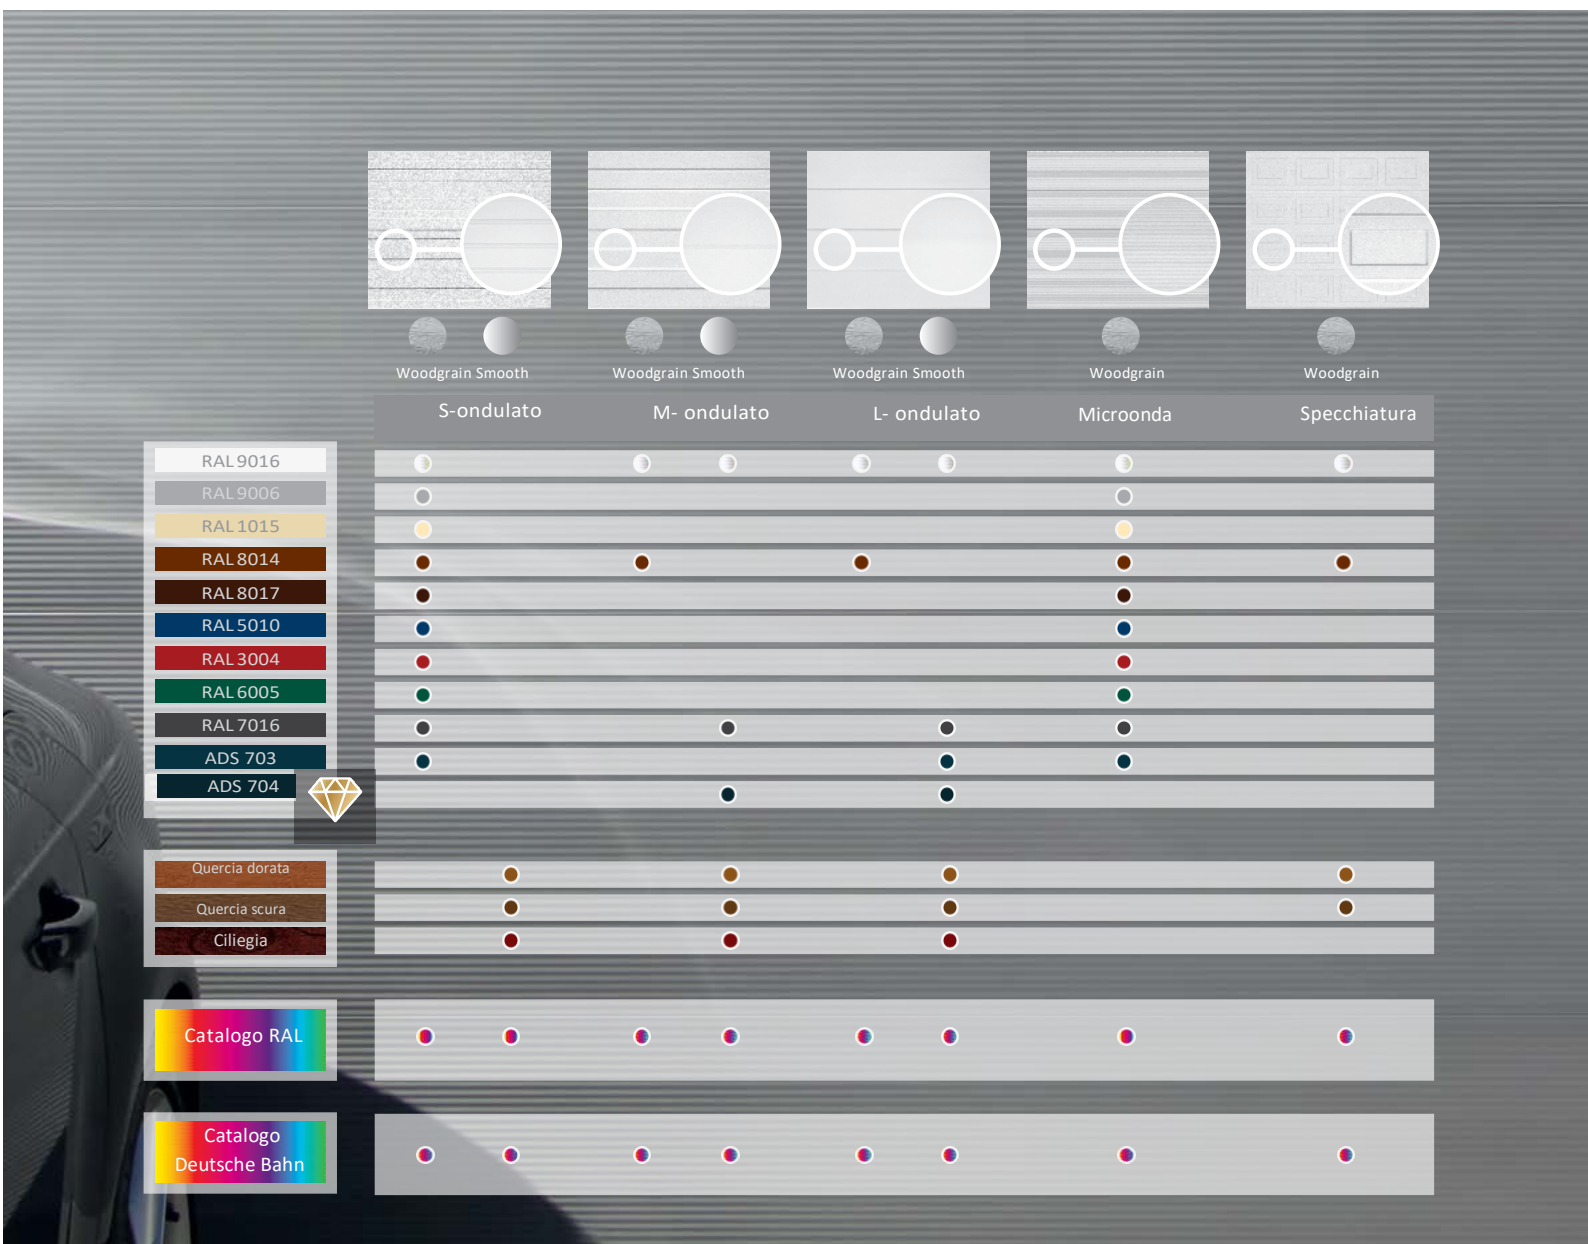 Woodgrain Smooth Woodgrain Smooth Woodgrain Smooth Woodgrain Woodgrain
S-ondulato M- ondulato L- ondulato Microonda Specchiatura
RAL 9016
RAL 9006
RAL 1015
RAL 8014
RAL 8017
RAL 5010
RAL 3004
RAL 6005
RAL 7016
ADS 703
ADS 704
Quercia dorata
Quercia scura
Ciliegia
Catalogo RAL
Catalogo
Deutsche Bahn